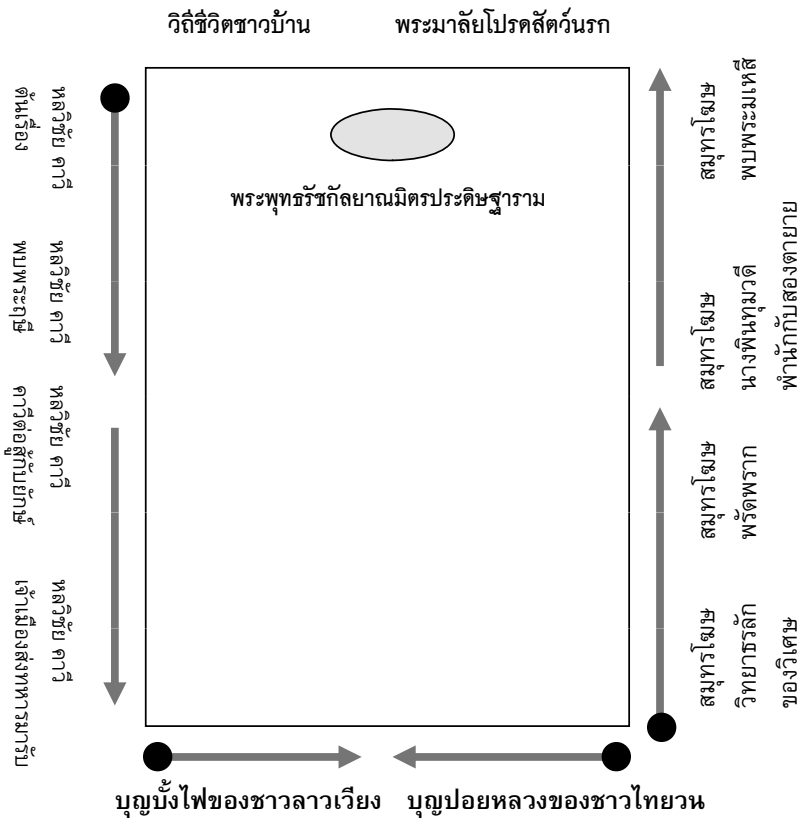 วิถีชีวิตชาวบ้าน
พระมาลัยโปรดสัตว์นรก
พระพุทธรัชกัลยาณมิตรประดิษฐาราม
หลวิชัย คาวี
ต้นเรื่อง
หลวิชัย คาวี
พบพระฤๅษี
หลวิชัย คาวี
คาวีต่อสู้กับยักษ์
หลวิชัย คาวี
เจ้าเมืองส่งทหารมารับ
สมุทรโฆษ
พบพระมเหสี
สมุทรโฆษ
นางพินทุมวดี
พำนักกับสองตายาย
สมุทรโฆษ
พรัดพราก
สมุทรโฆษ
วิทยาธรลัก
ของวิเศษ
บุญบั้งไฟของชาวลาวเวียง
บุญปอยหลวงของชาวไทยวน